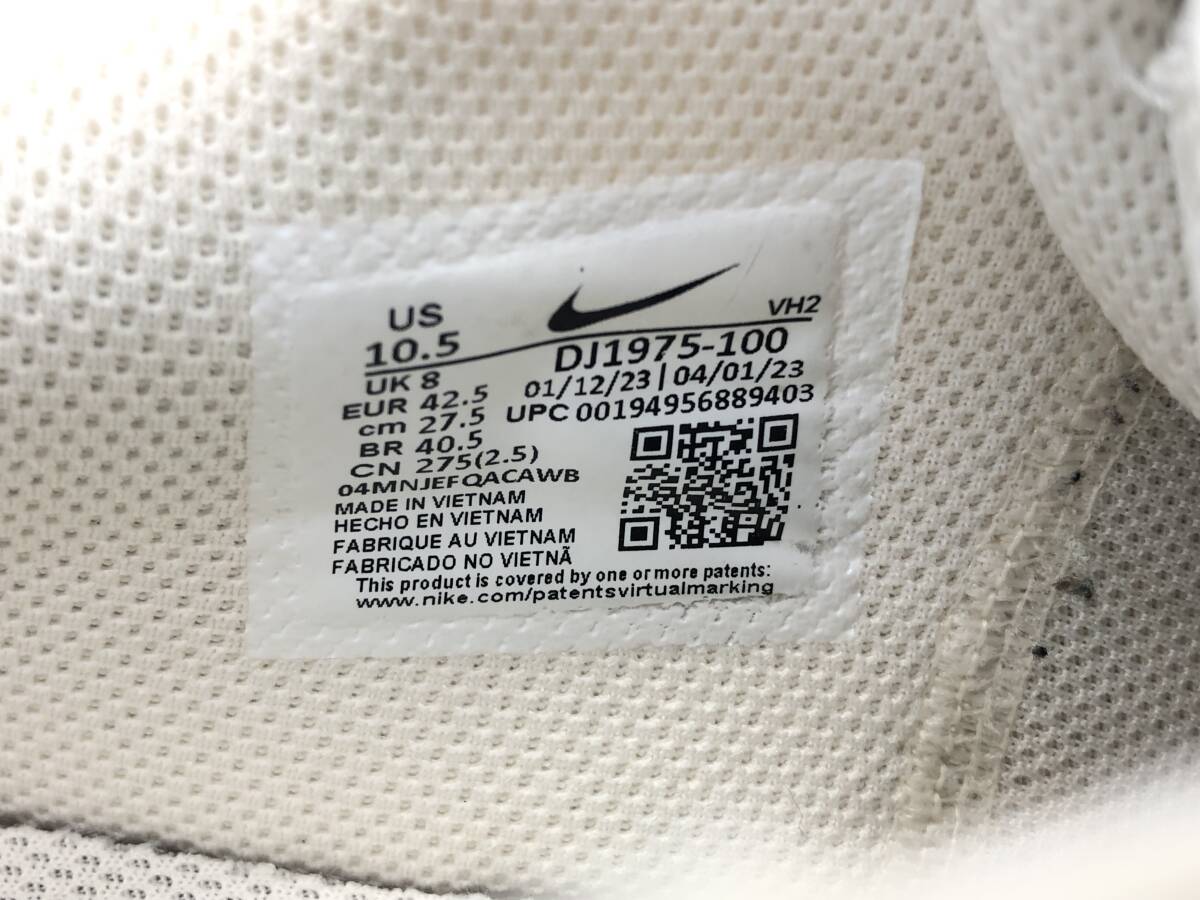 US
10.5
UK 8
EUR 42.5
cm 27.5
BR 40.5
CN 275(2.5)
04MNJEFQACAWB
MADE IN VIETNAM
HECHO EN VIETNAM
FABRIQUE AU VIETNAM
FABRICADO NO VIETNÃ
VH2
DJ1975-100
01/12/23 | 04/01/23
UPC 00194956889403
This product is covered by one or more patents:
www.nike.com/patentsvirtualmarking